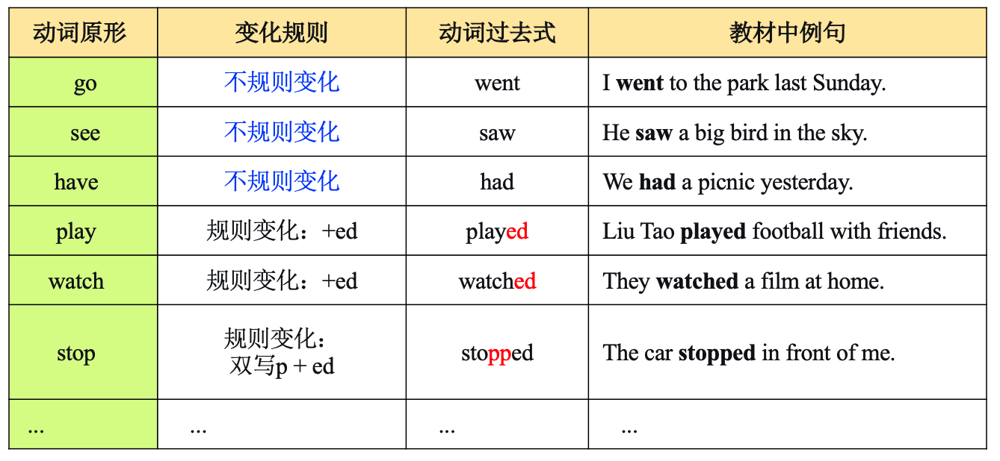 动词原形 变化规则 动词过去式 教材中例句
go 不规则变化 went I went to the park last Sunday.
see 不规则变化 saw He saw a big bird in the sky.
have 不规则变化 had We had a picnic yesterday.
play 规则变化：+ed played Liu Tao played football with friends.
watch 规则变化：+ed watched They watched a film at home.
stop 规则变化：
双写p + ed stopped The car stopped in front of me.
... ... ... ...